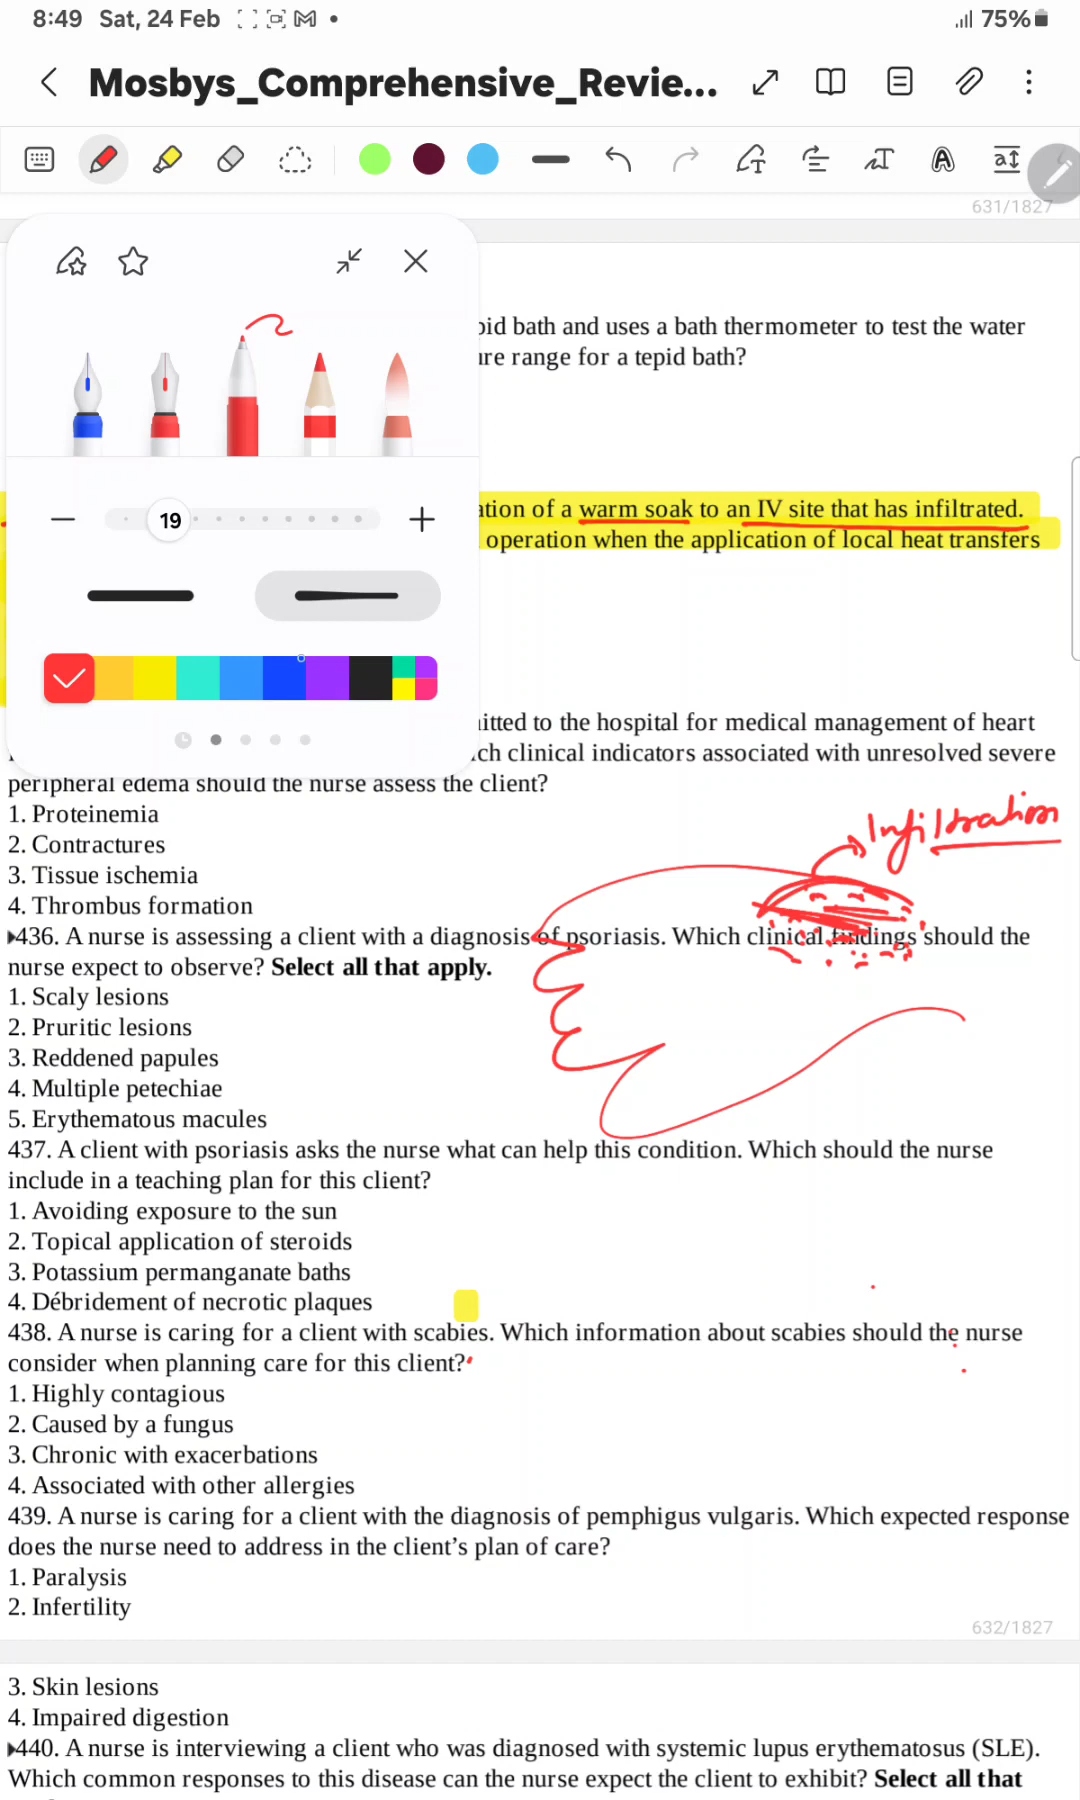 8:49 Sat, 24 Feb
75%
Mosbys_Comprehensive_Revie...
631/1827
19
bath and uses a bath thermometer to test the water
range for a tepid bath?
of a warm soak to an IV site that has infiltrated.
operation when the application of local heat transfers
to the hospital for medical management of heart
clinical indicators associated with unresolved severe
peripheral edema should the nurse assess the client?
1. Proteinemia
2. Contractures
3. Tissue ischemia
4. Thrombus formation
Infiltration
436. A nurse is assessing a client with a diagnosis of psoriasis. Which clinical findings should the
nurse expect to observe? Select all that apply.
1. Scaly lesions
2. Pruritic lesions
3. Reddened papules
4. Multiple petechiae
5. Erythematous macules
437. A client with psoriasis asks the nurse what can help this condition. Which should the nurse
include in a teaching plan for this client?
1. Avoiding exposure to the sun
2. Topical application of steroids
3. Potassium permanganate baths
4. Débridement of necrotic plaques
438. A nurse is caring for a client with scabies. Which information about scabies should the nurse
consider when planning care for this client?
1. Highly contagious
2. Caused by a fungus
3. Chronic with exacerbations
4. Associated with other allergies
439. A nurse is caring for a client with the diagnosis of pemphigus vulgaris. Which expected response
does the nurse need to address in the client's plan of care?
1. Paralysis
2. Infertility
632/1827
3. Skin lesions
4. Impaired digestion
440. A nurse is interviewing a client who was diagnosed with systemic lupus erythematosus (SLE).
Which common responses to this disease can the nurse expect the client to exhibit? Select all that